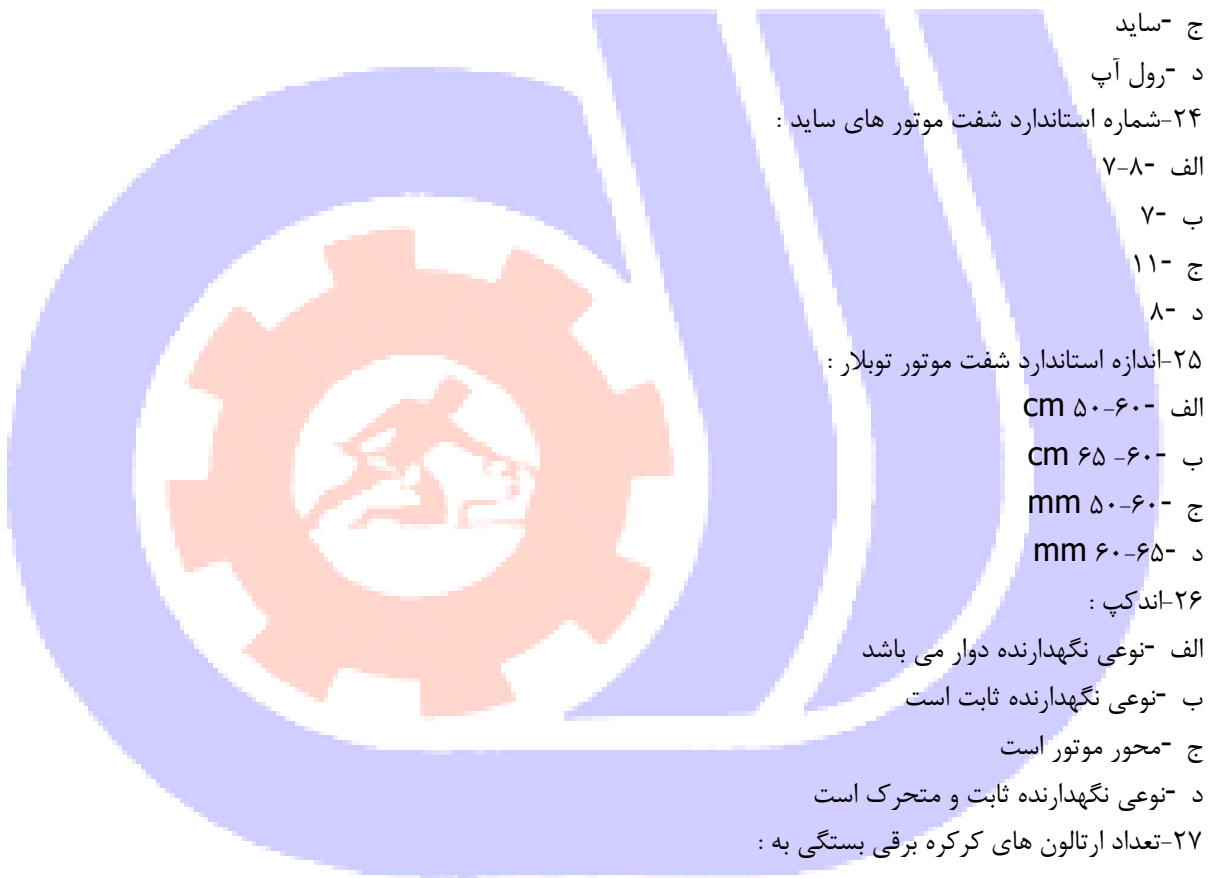 ج -ساید
د -رول آپ
۲۴-شماره استاندارد شفت موتور های ساید :
الف -۸-۷
ب -۷
ج -۱۱
د -۸
۲۵-اندازه استاندارد شفت موتور توبلار :
الف -۶۰-۵۰ cm
ب -۶۰- ۶۵ cm
ج -۶۰-۵۰ mm
د -۶۵-۶۰ mm
۲۶-اندکپ :
الف -نوعی نگهدارنده دوار می باشد
ب -نوعی نگهدارنده ثابت است
ج -محور موتور است
د -نوعی نگهدارنده ثابت و متحرک است
۲۷-تعداد ارتالون های کرکره برقی بستگی به :